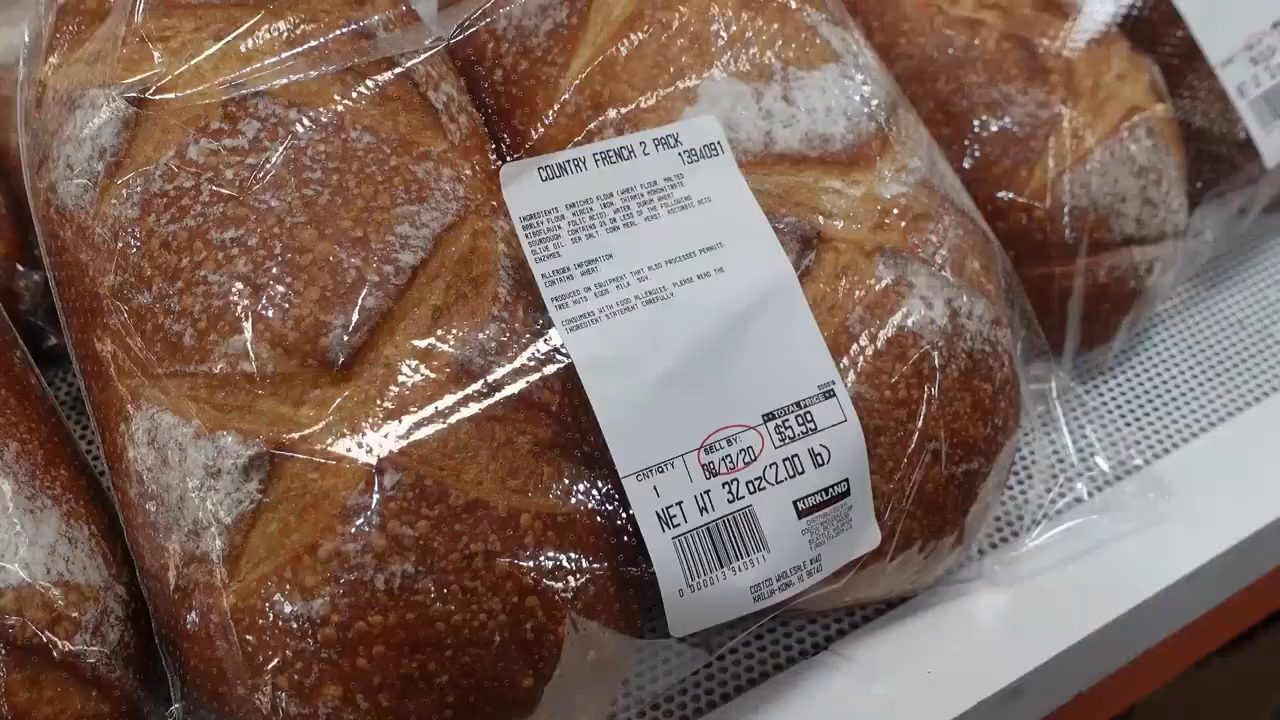 COUNTRY FRENCH 2 PACK
1394091
INGREDIENTS: ENRICHED FLOUR (WHEAT FLOUR, MALTED
BARLEY FLOUR, NIACIN, IRON, THIAMIN MONONITRATE,
RIBOFLAVIN, FOLIC ACID), WATER, DURUM WHEAT
SOURDOUGH, CONTAINS 2% OR LESS OF THE FOLLOWING:
OLIVE OIL, SEA SALT, CORN MEAL, YEAST, ASCORBIC ACID
ENZYMES.
ALLERGEN INFORMATION:
CONTAINS: WHEAT.
PRODUCED ON EQUIPMENT THAT ALSO PROCESSES PEANUTS,
TREE NUTS, EGGS, MILK, SOY.
CONSUMERS WITH FOOD ALLERGIES: PLEASE READ THE
INGREDIENT STATEMENT CAREFULLY
CNT/QTY
1
SELL BY:
08/13/20
TOTAL PRICE
$5.99
NET WT 32 oz(2.00 lb)
KIRKLAND
0 000013 940911
COSTCO WHOLESALE #140
KAILUA-KONA, HI 96740